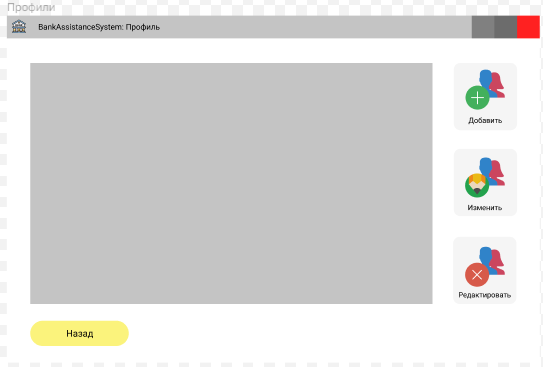 Профили
BankAssistanceSystem: Профиль
Добавить
Изменить
Редактировать
Назад